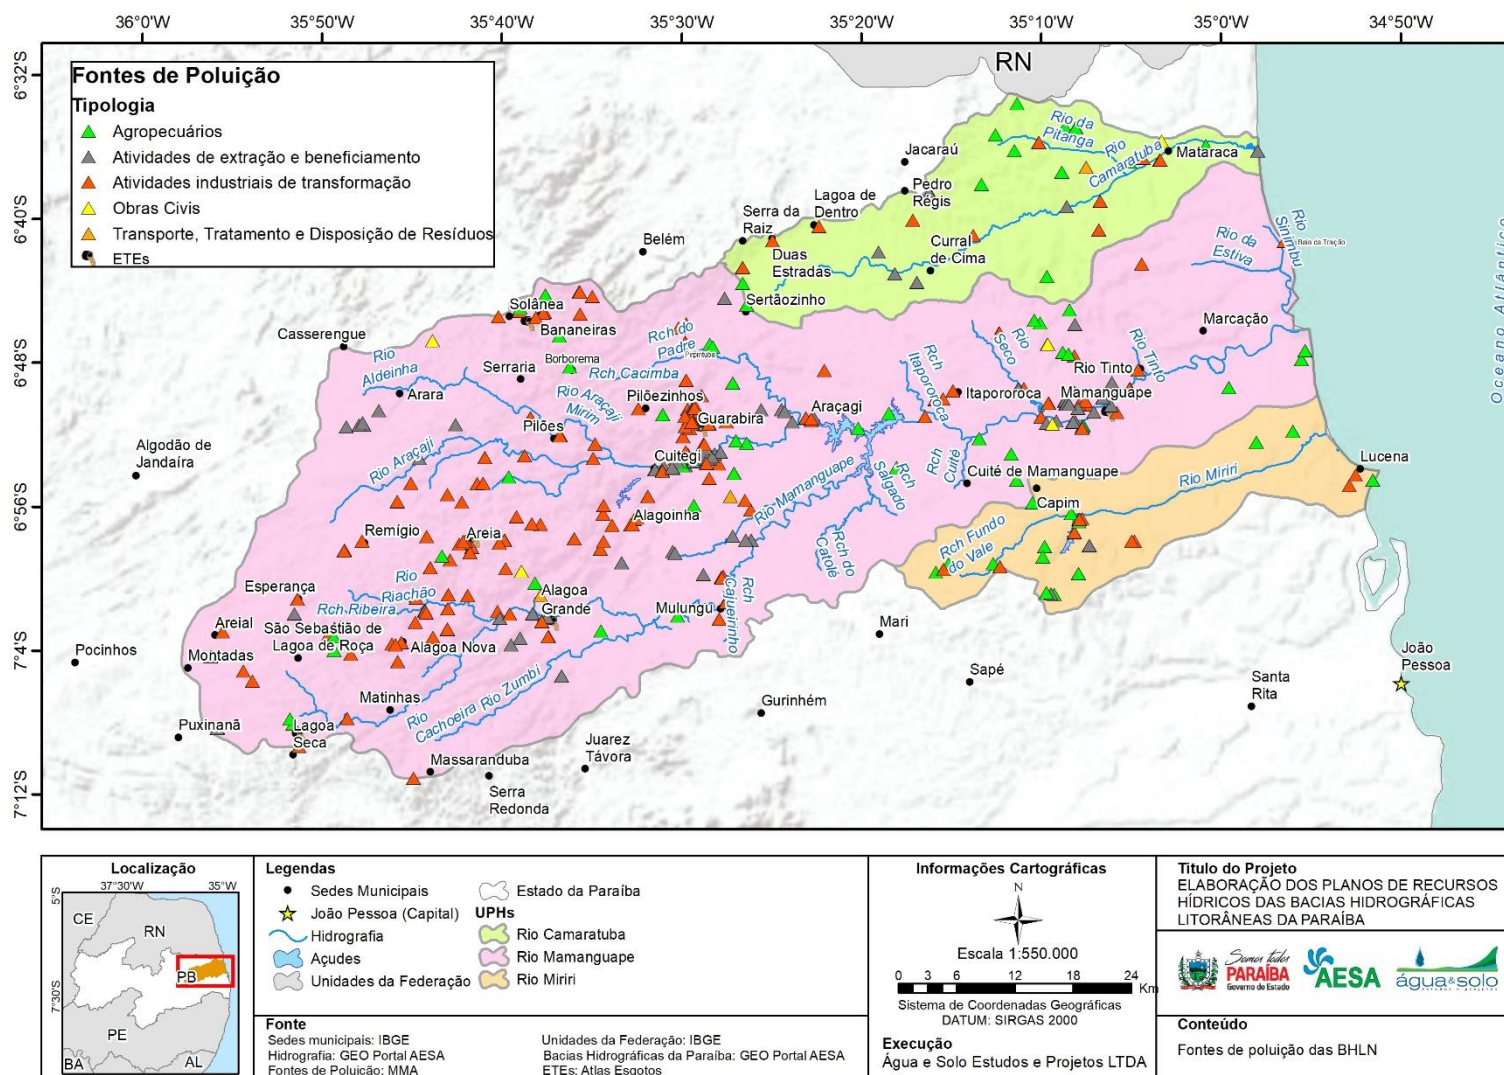 36°0'W
35°50'W
35°40'W
35°30'W
35°20'W
35°10'W
35°0'W
34°50'W
6°32'S
6°40'S
6°48'S
6°56'S
7°4'S
7°12'S
Fontes de Poluição
Tipologia
Agropecuários
Atividades de extração e beneficiamento
Atividades industriais de transformação
Obras Civis
Transporte, Tratamento e Disposição de Resíduos
ETEs
RN
Rio da
Pitanga
Rio
Camaratuba
Mataraca
Jacaraú
Pedro
Régis
Lagoa de
Dentro
Serra da
Raiz
Belém
Duas
Estradas
Curral
de Cima
Sertãozinho
Rio
Sinimbu
Baia da Traição
Rio da
Estiva
Oceano Atlântico
Solânea
Bananeiras
Casserengue
Borborema
Rch do
Padre
Pirpirituba
Rch
Itapororoca
Rio
Seco
Rio Tinto
Rio Tinto
Marcação
Rio
Aldeinha
Serraria
Rch Cacimba
Arara
Pilõezinhos
Rio Araçaji
Mirim
Guarabira
Araçagi
Itapororoca
Mamanguape
Pilões
Algodão de
Jandaíra
Rio Araçaji
Cuitegi
Rio Mamanguape
Rch
Salgado
Rch
Cuité
Cuité de Mamanguape
Capim
Rio Miriri
Lucena
Remígio
Areia
Alagoinha
Rch do
Catolé
Rch Fundo
do Vale
Esperança
Rio
Riachão
Rch Ribeira
Alagoa
Grande
Mulungu
Rch
Cajueirinho
Mari
Areial
São Sebastião de
Lagoa de Roça
Alagoa Nova
Pocinhos
Montadas
Sapé
João
Pessoa
Santa
Rita
Matinhas
Rio
Cachoeira
Rio Zumbi
Gurinhém
Puxinanã
Lagoa
Seca
Juarez
Távora
Massaranduba
Serra
Redonda
Localização
37°30'W
35°W
5°S
7°30'S
CE
RN
PB
PE
BA
AL
Legendas
Sedes Municipais
João Pessoa (Capital)
Hidrografia
Açudes
Unidades da Federação
Estado da Paraíba
UPHs
Rio Camaratuba
Rio Mamanguape
Rio Miriri
Fonte
Sedes municipais: IBGE
Hidrografia: GEO Portal AESA
Fontes de Poluição: MMA
Unidades da Federação: IBGE
Bacias Hidrográficas da Paraíba: GEO Portal AESA
ETEs: Atlas Esgotos
Informações Cartográficas
N
Escala 1:550.000
0 3 6 12 18 24
Km
Sistema de Coordenadas Geográficas
DATUM: SIRGAS 2000
Execução
Água e Solo Estudos e Projetos LTDA
Titulo do Projeto
ELABORAÇÃO DOS PLANOS DE RECURSOS
HÍDRICOS DAS BACIAS HIDROGRÁFICAS
LITORÂNEAS DA PARAÍBA
Somos todos
PARAÍBA
Governo do Estado
AESA
água&solo
estudos e projetos
Conteúdo
Fontes de poluição das BHLN